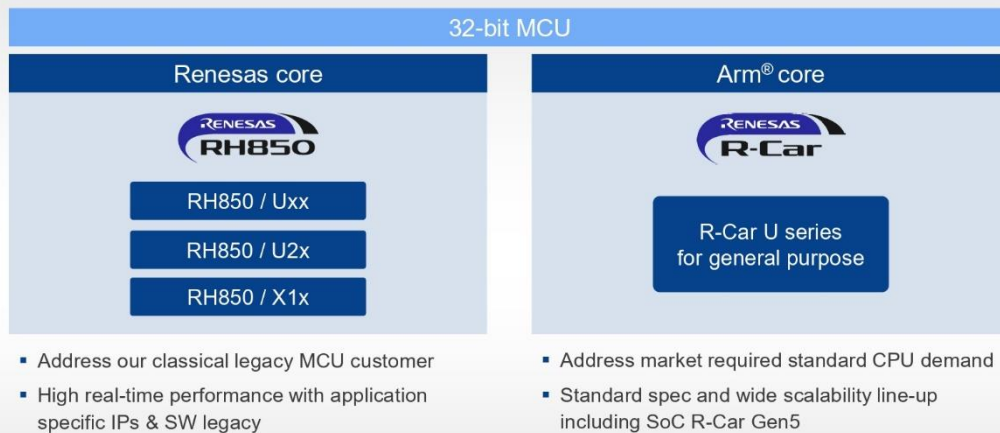 32-bit MCU
Renesas core
RENESAS
RH850
RH850 / Uxx
RH850 / U2x
RH850 / X1x
▪ Address our classical legacy MCU customer
▪ High real-time performance with application
specific IPs & SW legacy
Arm® core
RENESAS
R-Car
R-Car U series
for general purpose
▪ Address market required standard CPU demand
▪ Standard spec and wide scalability line-up
including SoC R-Car Gen5